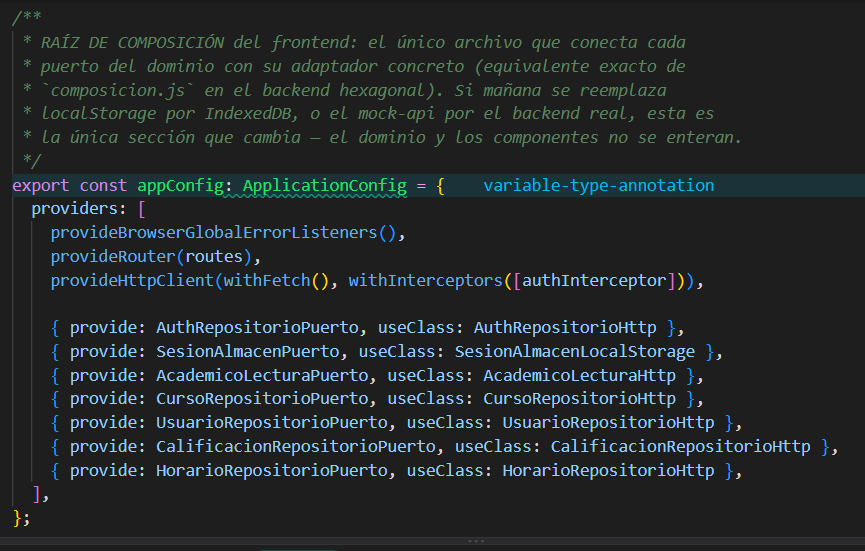 /**
 * RAÍZ DE COMPOSICIÓN del frontend: el único archivo que conecta cada
 * puerto del dominio con su adaptador concreto (equivalente exacto de
 * `composicion.js` en el backend hexagonal). Si mañana se reemplaza
 * localStorage por IndexedDB, o el mock-api por el backend real, esta es
 * la única sección que cambia — el dominio y los componentes no se enteran.
 */
export const appConfig: ApplicationConfig = {    variable-type-annotation
  providers: [
    provideBrowserGlobalErrorListeners(),
    provideRouter(routes),
    provideHttpClient(withFetch(), withInterceptors([authInterceptor])),

    { provide: AuthRepositorioPuerto, useClass: AuthRepositorioHttp },
    { provide: SesionAlmacenPuerto, useClass: SesionAlmacenLocalStorage },
    { provide: AcademicoLecturaPuerto, useClass: AcademicoLecturaHttp },
    { provide: CursoRepositorioPuerto, useClass: CursoRepositorioHttp },
    { provide: UsuarioRepositorioPuerto, useClass: UsuarioRepositorioHttp },
    { provide: CalificacionRepositorioPuerto, useClass: CalificacionRepositorioHttp },
    { provide: HorarioRepositorioPuerto, useClass: HorarioRepositorioHttp },
  ],
};